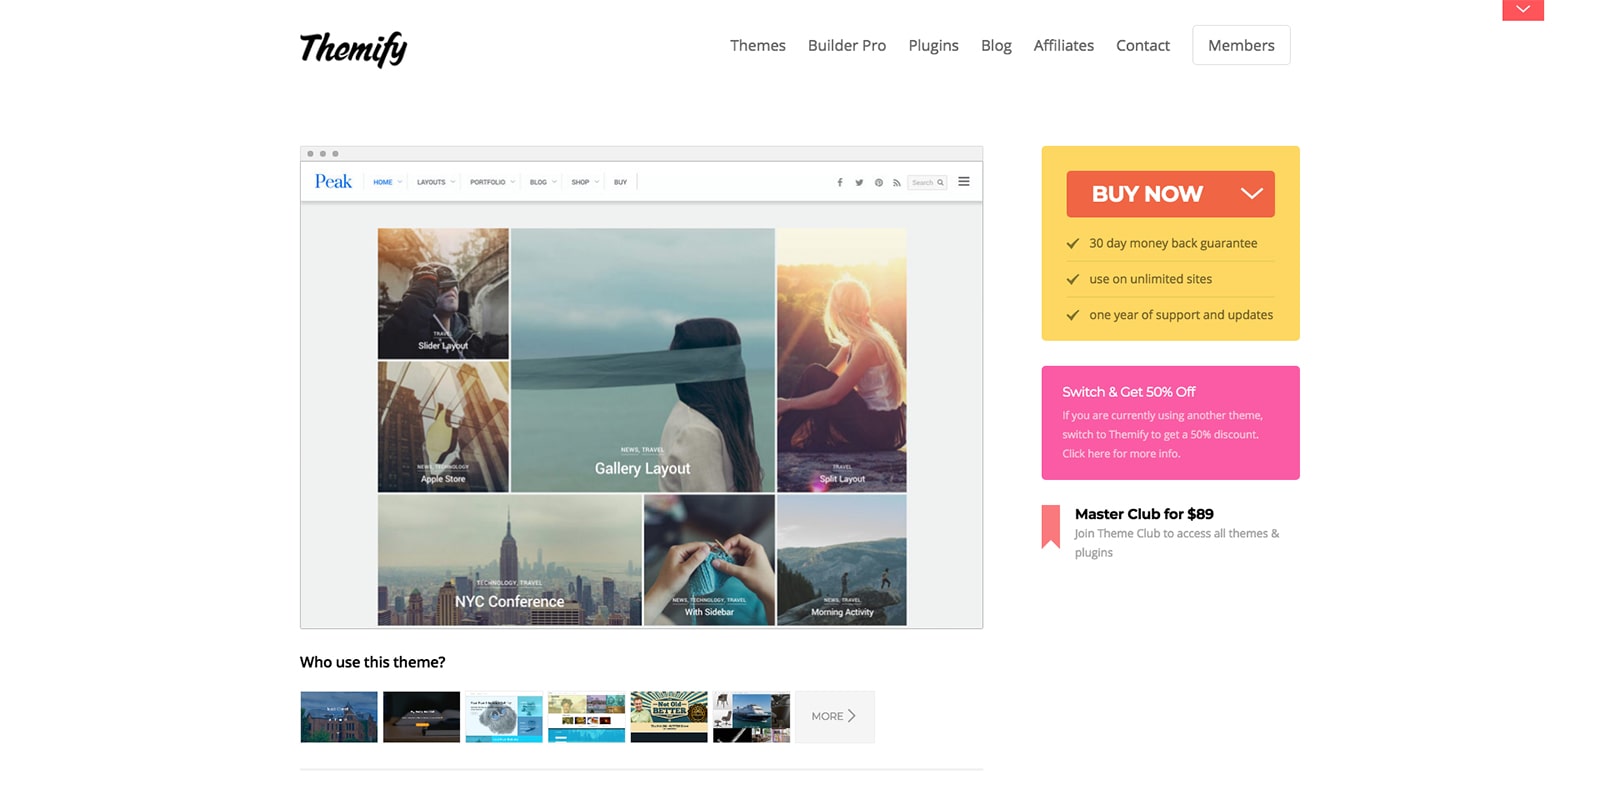 Themify
Themes Builder Pro Plugins Blog Affiliates Contact Members
Peak HOME LAYOUTS PORTFOLIO BLOG SHOP BUY Search
TRAVEL
Slider Layout
NEWS, TECHNOLOGY
Apple Store
NEWS, TRAVEL
Gallery Layout
TRAVEL
Split Layout
TECHNOLOGY, TRAVEL
NYC Conference
NEWS, TECHNOLOGY, TRAVEL
With Sidebar
NEWS, TRAVEL
Morning Activity
BUY NOW
30 day money back guarantee
use on unlimited sites
one year of support and updates
Switch & Get 50% Off
If you are currently using another theme,
switch to Themify to get a 50% discount.
Click here for more info.
Master Club for $89
Join Theme Club to access all themes &
plugins
Who use this theme?
Not Old
BETTER
MORE